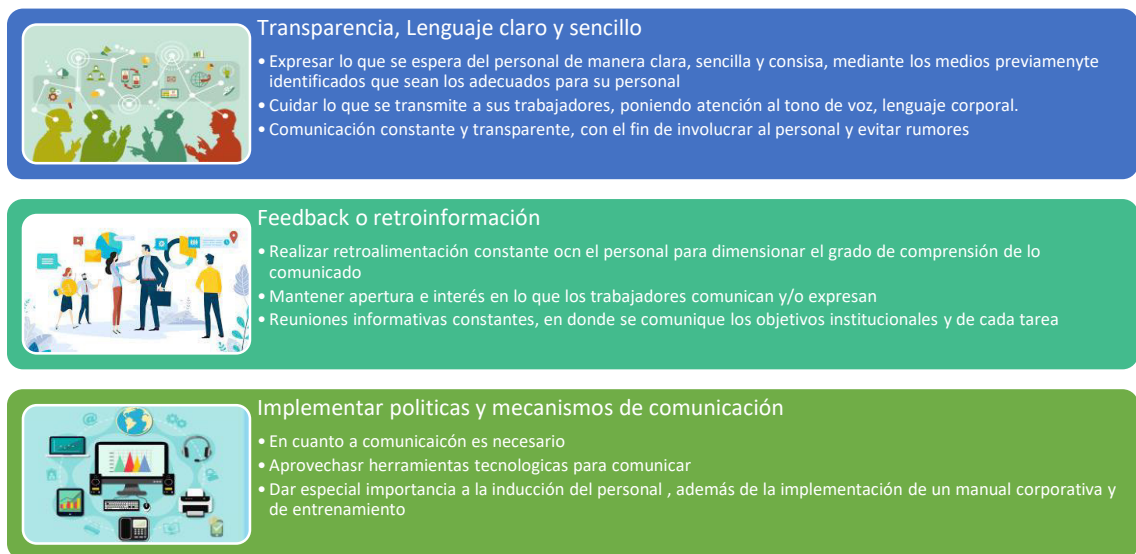 Transparencia, Lenguaje claro y sencillo
• Expresar lo que se espera del personal de manera clara, sencilla y consisa, mediante los medios previamenyte
identificados que sean los adecuados para su personal
• Cuidar lo que se transmite a sus trabajadores, poniendo atención al tono de voz, lenguaje corporal.
• Comunicación constante y transparente, con el fin de involucrar al personal y evitar rumores
Feedback o retroinformación
• Realizar retroalimentación constante ocn el personal para dimensionar el grado de comprensión de lo
comunicado
• Mantener apertura e interés en lo que los trabajadores comunican y/o expresan
• Reuniones informativas constantes, en donde se comunique los objetivos institucionales y de cada tarea
Implementar politicas y mecanismos de comunicación
• En cuanto a comunicaicón es necesario
• Aprovechasr herramientas tecnologicas para comunicar
• Dar especial importancia a la inducción del personal , además de la implementación de un manual corporativa y
de entrenamiento